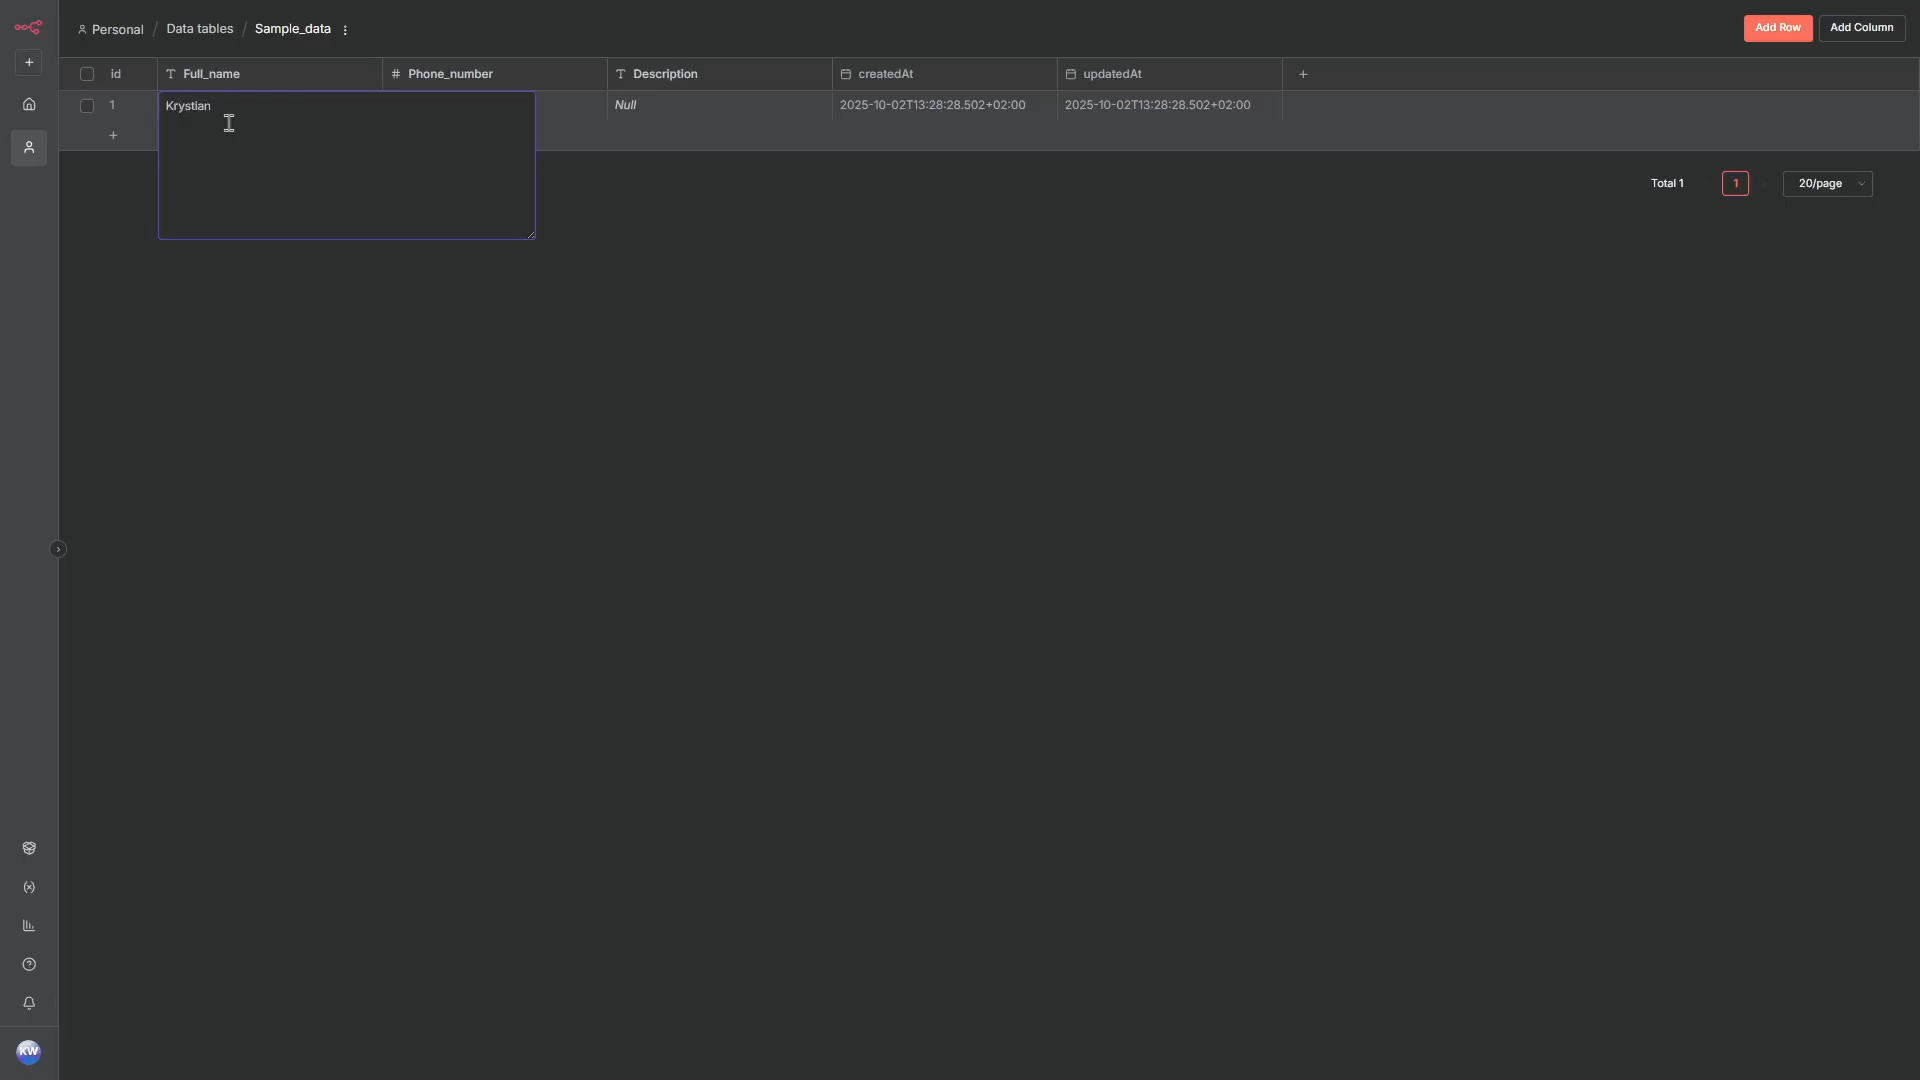 Personal / Data tables / Sample_data
Add Row
Add Column
id
Full_name
# Phone_number
Description
createdAt
updatedAt
+
1
Krystian
Null
2025-10-02T13:28:28.502+02:00
2025-10-02T13:28:28.502+02:00
+
Total 1
1
20/page
KW